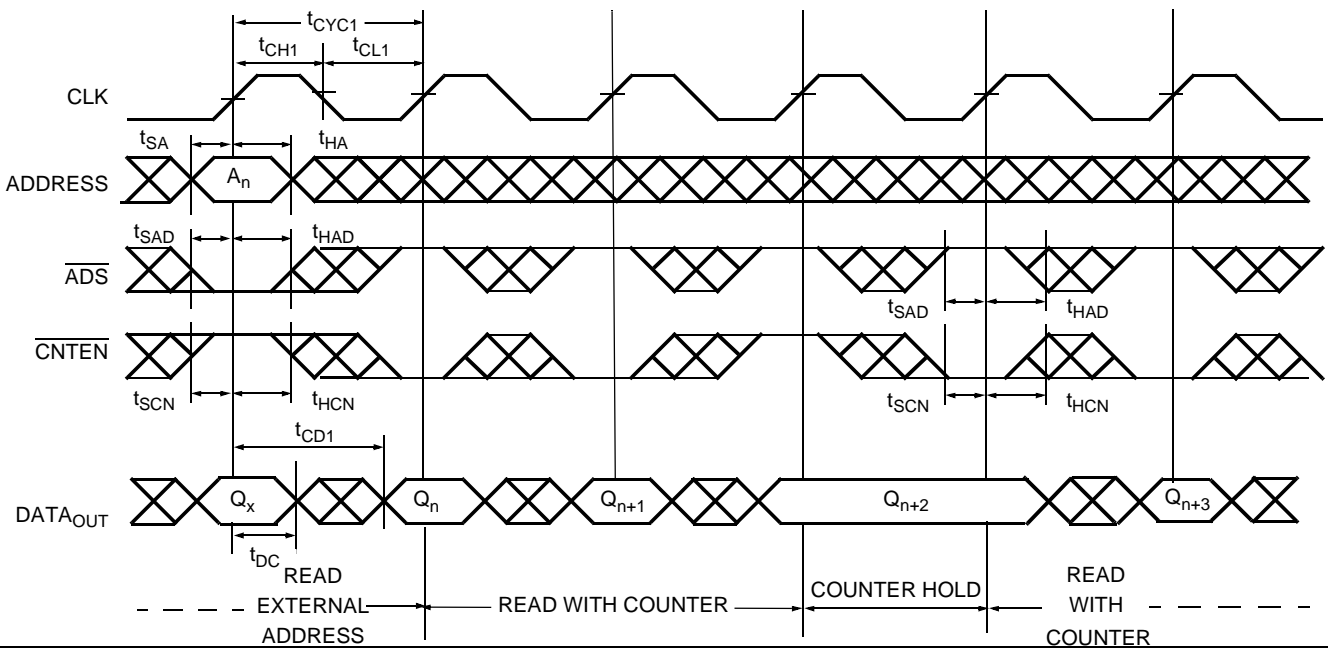 tCYC1
tCH1 tCL1
CLK
tSA tHA
ADDRESS An
tSAD tHAD
ADS
tSAD tHAD
CNTEN
tSCN tHCN tSCN tHCN
tCD1
DATAOUT Qx Qn Qn+1 Qn+2 Qn+3
tDC
READ
EXTERNAL
ADDRESS
READ WITH COUNTER
COUNTER HOLD
READ
WITH
COUNTER